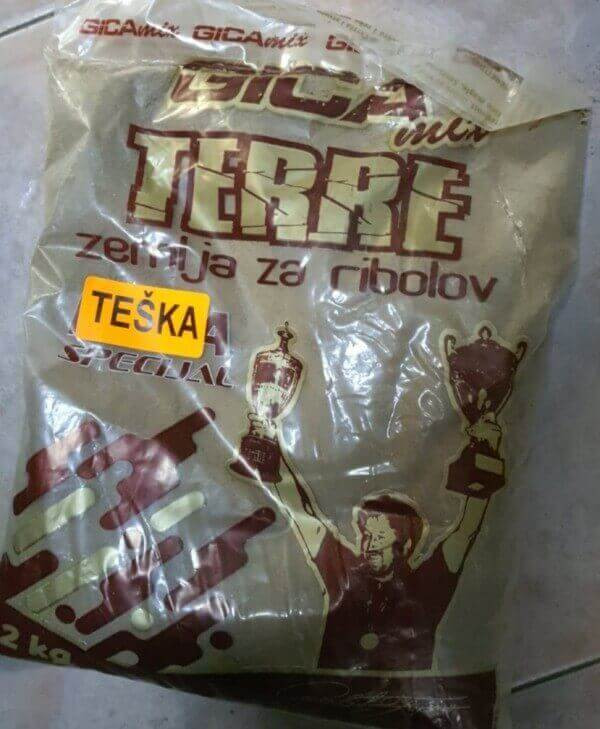 GICAmix GICAmix
GICA
mix
TERRE
zemlja za ribolov
TEŠKA
SPECIJAL
2 kg